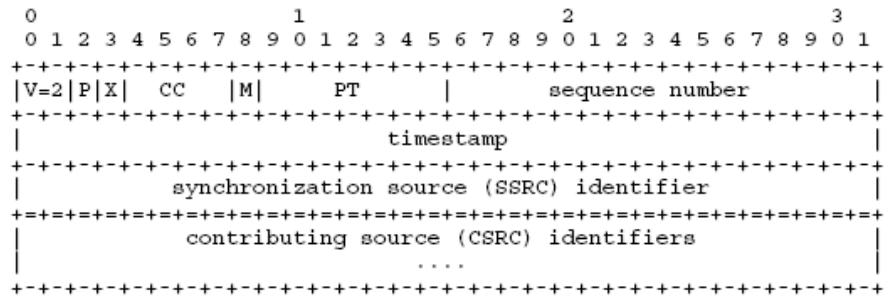 0                   1                   2                   3
0 1 2 3 4 5 6 7 8 9 0 1 2 3 4 5 6 7 8 9 0 1 2 3 4 5 6 7 8 9 0 1
+-+-+-+-+-+-+-+-+-+-+-+-+-+-+-+-+-+-+-+-+-+-+-+-+-+-+-+-+-+-+-+-+
|V=2|P|X|  CC   |M|     PT      |       sequence number         |
+-+-+-+-+-+-+-+-+-+-+-+-+-+-+-+-+-+-+-+-+-+-+-+-+-+-+-+-+-+-+-+-+
|                           timestamp                           |
+-+-+-+-+-+-+-+-+-+-+-+-+-+-+-+-+-+-+-+-+-+-+-+-+-+-+-+-+-+-+-+-+
|           synchronization source (SSRC) identifier            |
+=+=+=+=+=+=+=+=+=+=+=+=+=+=+=+=+=+=+=+=+=+=+=+=+=+=+=+=+=+=+=+=+
|            contributing source (CSRC) identifiers             |
|                             ....                              |
+-+-+-+-+-+-+-+-+-+-+-+-+-+-+-+-+-+-+-+-+-+-+-+-+-+-+-+-+-+-+-+-+